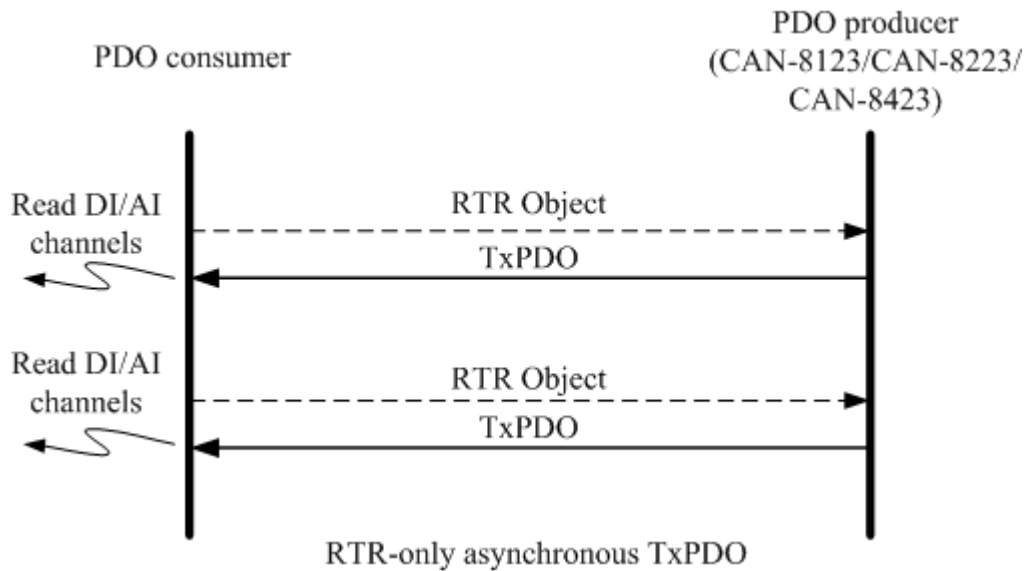 PDO consumer
PDO producer
(CAN-8123/CAN-8223/
CAN-8423)
Read DI/AI
channels
RTR Object
TxPDO
Read DI/AI
channels
RTR Object
TxPDO
RTR-only asynchronous TxPDO